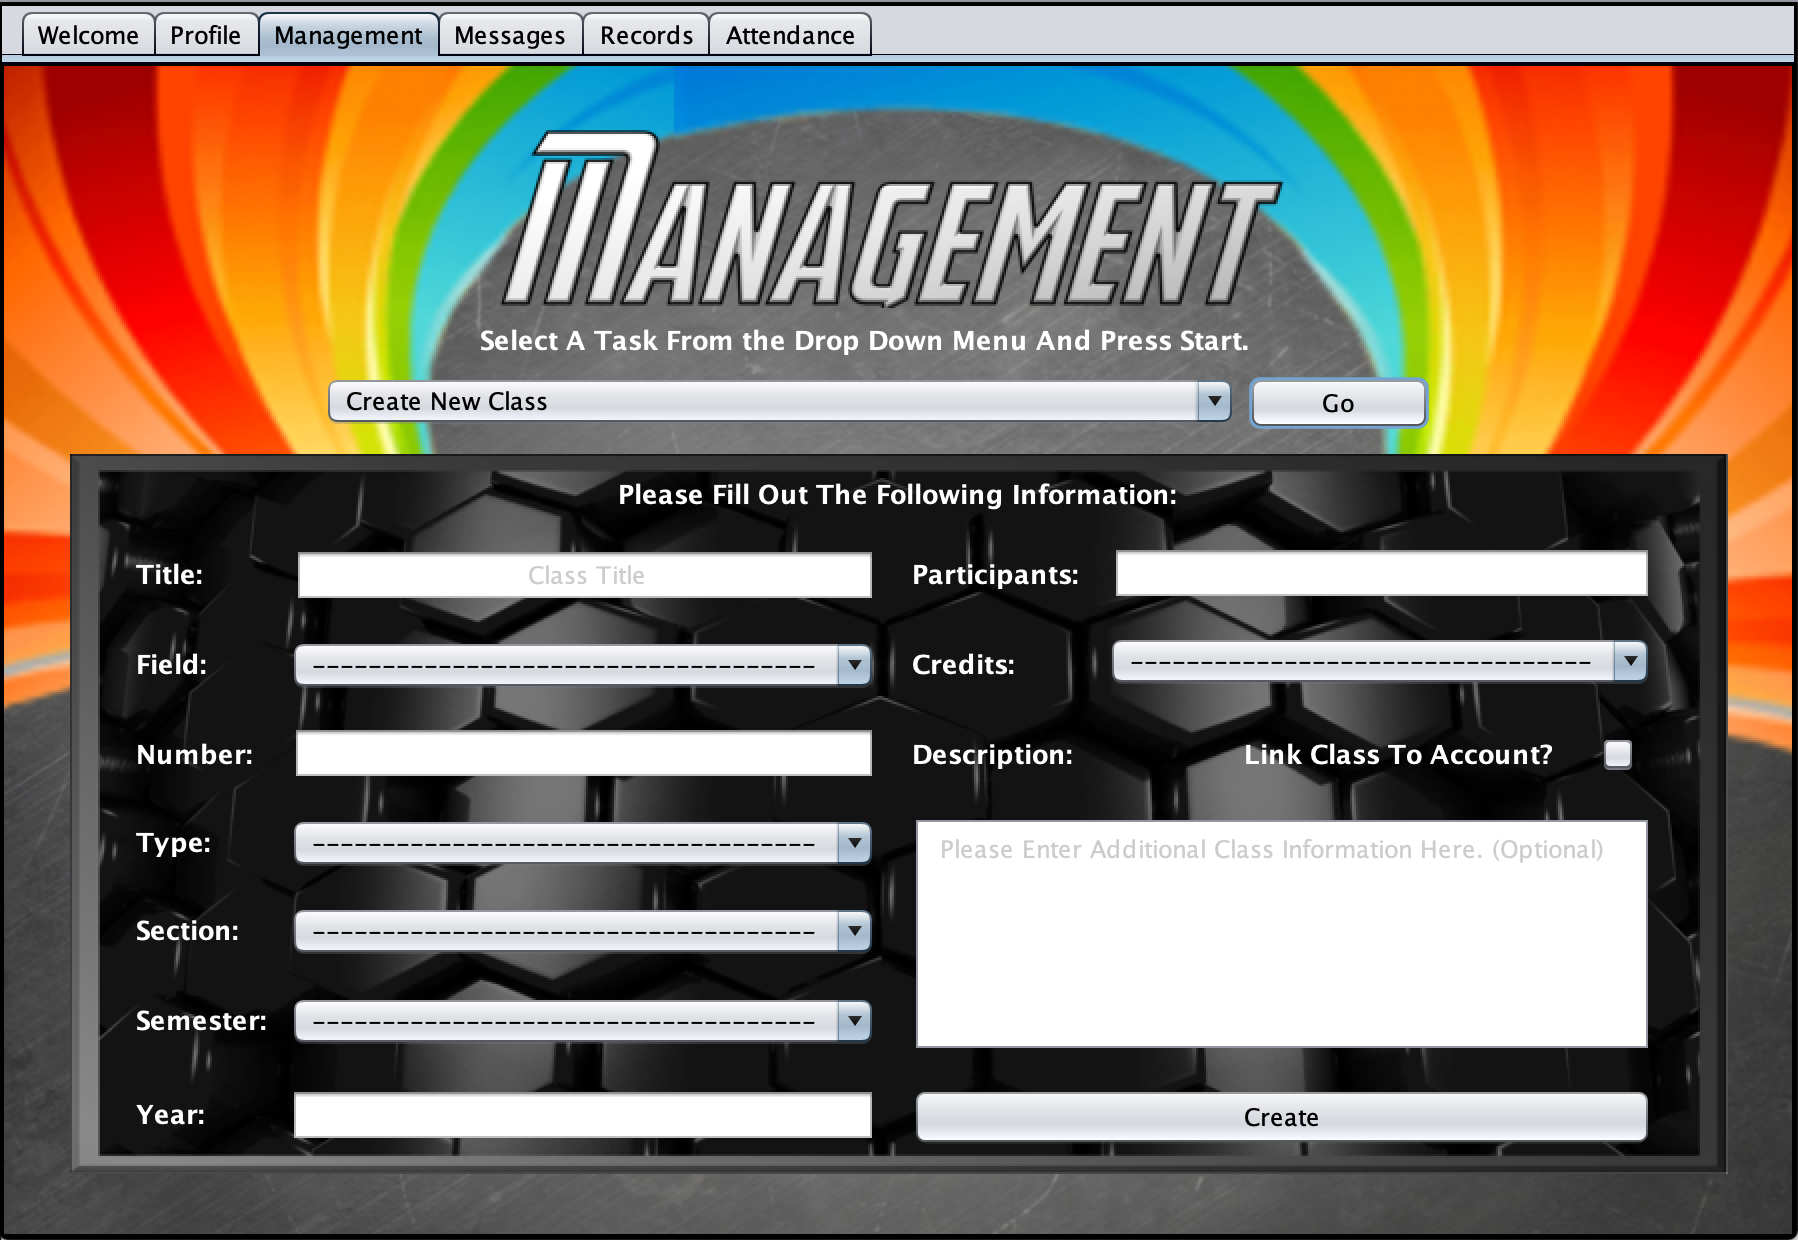 Welcome Profile Management Messages Records Attendance
MANAGEMENT
Select A Task From the Drop Down Menu And Press Start.
Create New Class Go
Please Fill Out The Following Information:
Title: Class Title Participants:
Field: ------------------------------------ Credits: ---------------------------------
Number: Description: Link Class To Account?
Type: ------------------------------------
Please Enter Additional Class Information Here. (Optional)
Section: ------------------------------------
Semester: ------------------------------------
Year: Create